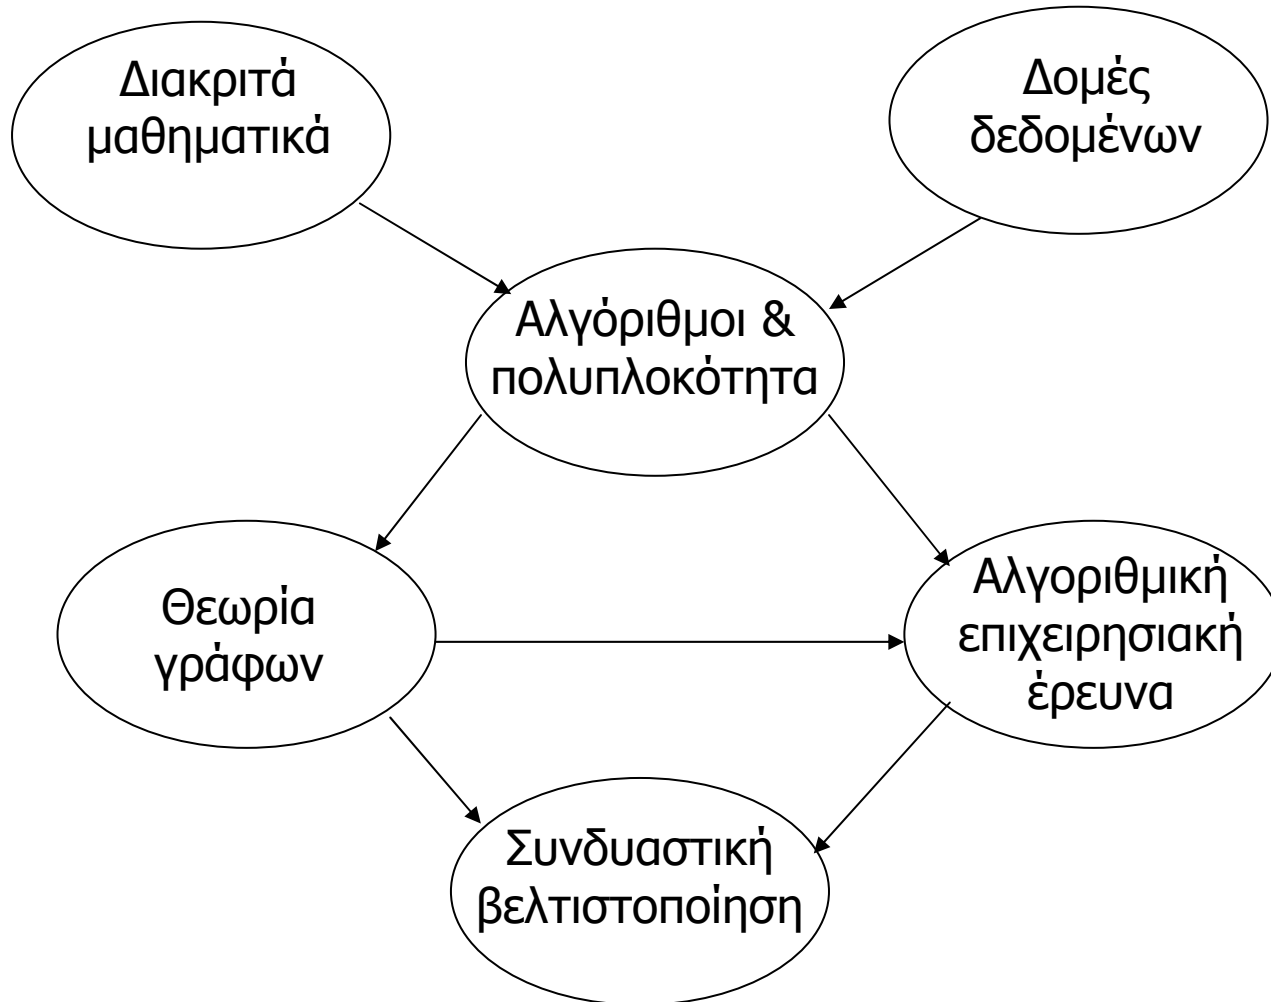 Διακριτά
μαθηματικά
Δομές
δεδομένων
Αλγόριθμοι &
πολυπλοκότητα
Θεωρία
γράφων
Αλγοριθμική
επιχειρησιακή
έρευνα
Συνδυαστική
βελτιστοποίηση